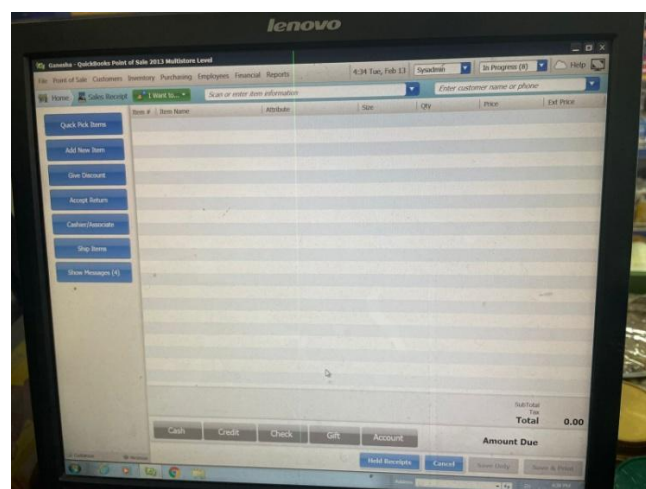 lenovo
Ganesha - QuickBooks Point of Sale 2013 Multistore Level
File Point of Sale Customers Inventory Purchasing Employees Financial Reports
4:34 Tue, Feb 13 Sysadmin In Progress (0) Help
Home Sales Receipt I Want to... Scan or enter item information Enter customer name or phone
Item # Item Name Attribute Size Qty Price Ext Price
Quick Pick Items
Add New Item
Give Discount
Accept Return
Cashier/Associate
Ship Items
Show Messages (4)
SubTotal
Tax
Total 0.00
Cash Credit Check Gift Account
Amount Due
Held Receipts Cancel Save Only Save & Print
Address